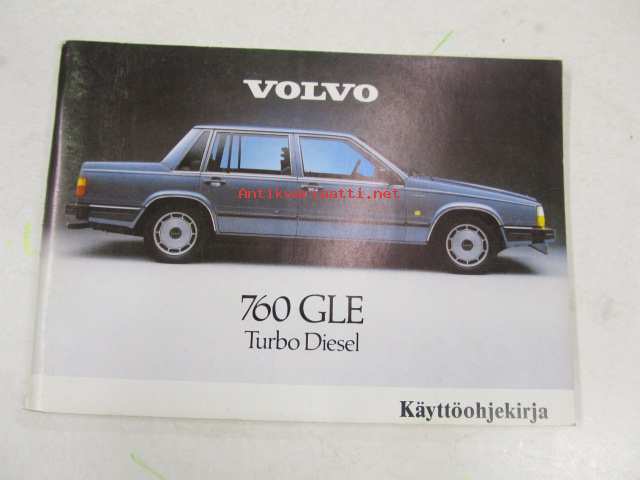 VOLVO
Antikvariaatti.net
760 GLE
Turbo Diesel
Käyttöohjekirja